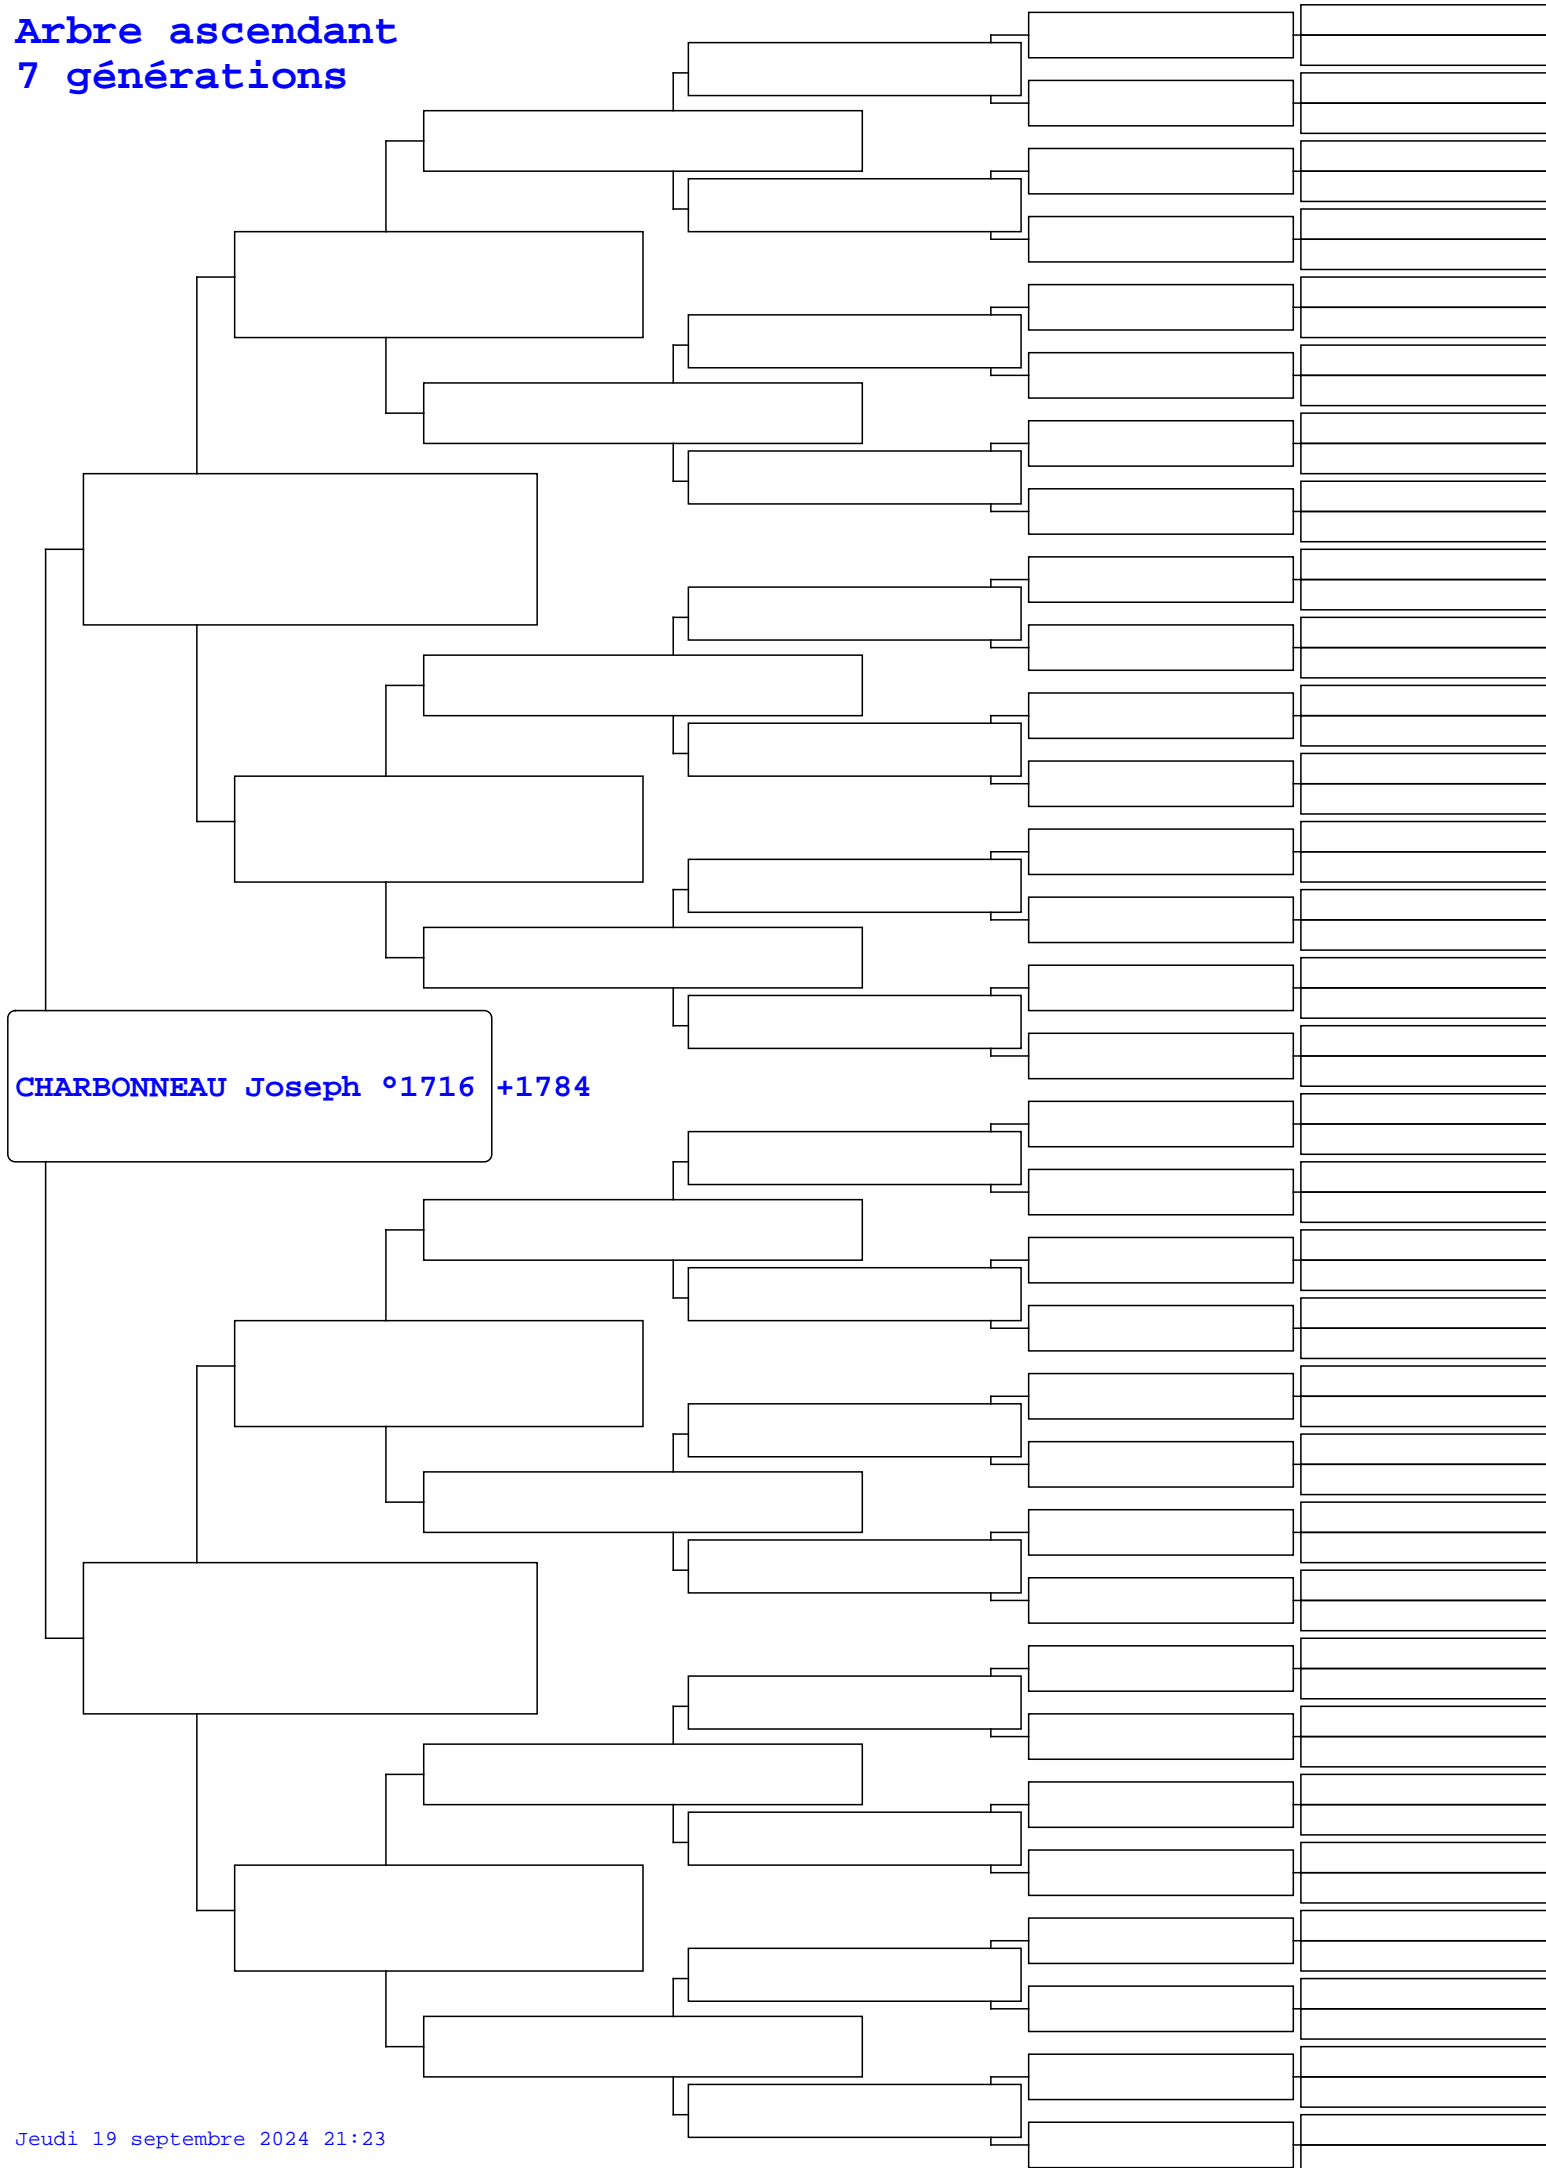 Arbre ascendant
7 générations
CHARBONNEAU Joseph °1716 +1784
Jeudi 19 septembre 2024 21:23